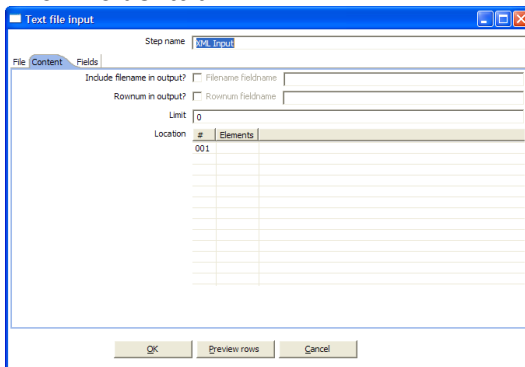 Text file input
Step name XML Input
File Content Fields
Include filename in output? Filename fieldname
Rownum in output? Rownum fieldname
Limit 0
Location # Elements
001
OK Preview rows Cancel